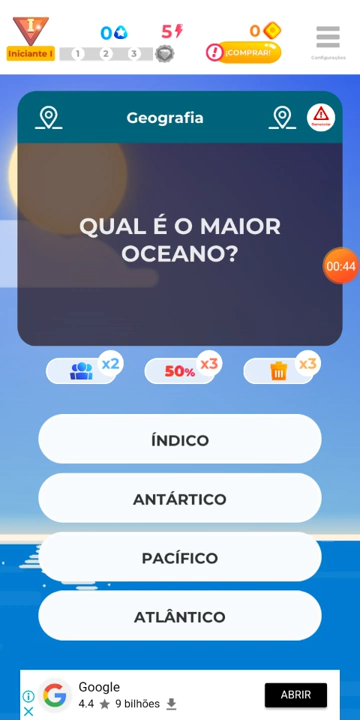 0
5
0
Iniciante I
1 2 3
¡COMPRAR!
Configurações
Geografia
QUAL É O MAIOR
OCEANO?
00:44
x2
50% x3
x3
ÍNDICO
ANTÁRTICO
PACÍFICO
ATLÂNTICO
Google
4.4 ★ 9 bilhões
ABRIR